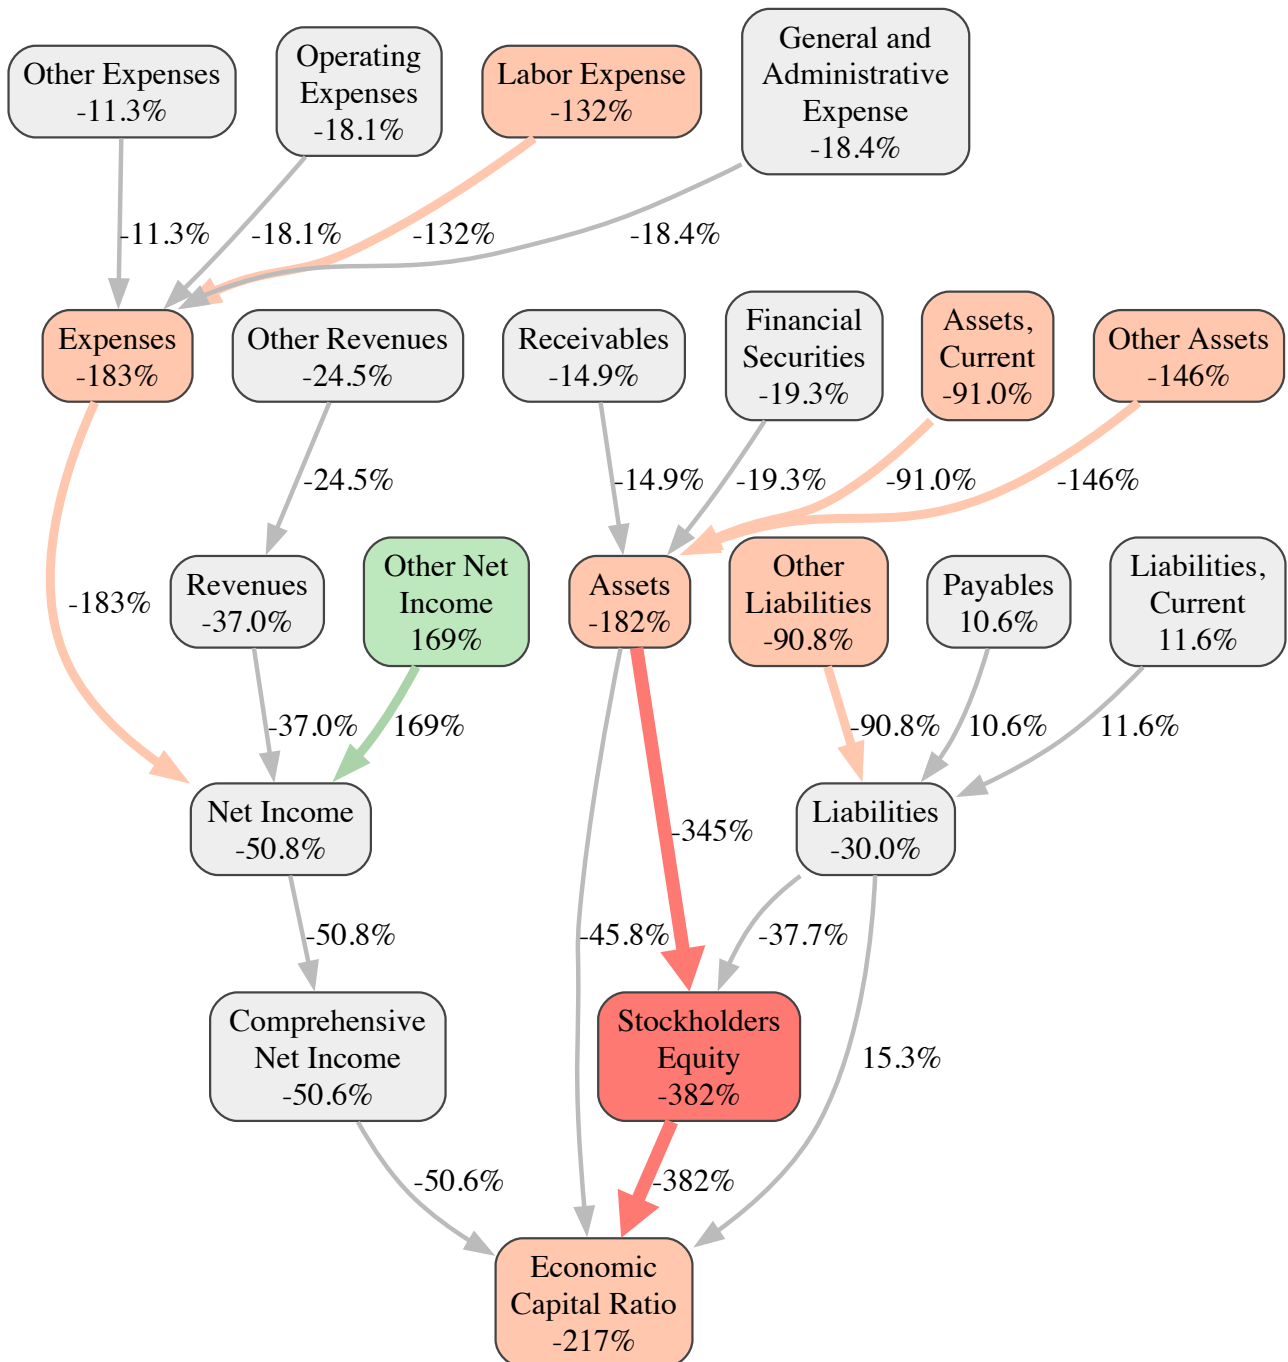 Other Expenses
-11.3%
Operating
Expenses
-18.1%
Labor Expense
-132%
General and
Administrative
Expense
-18.4%
-11.3%
-18.1%
-132%
-18.4%
Expenses
-183%
Other Revenues
-24.5%
Receivables
-14.9%
Financial
Securities
-19.3%
Assets,
Current
-91.0%
Other Assets
-146%
-24.5%
-14.9%
-19.3%
-91.0%
-146%
Revenues
-37.0%
Other Net
Income
169%
Assets
-182%
Other
Liabilities
-90.8%
Payables
10.6%
Liabilities,
Current
11.6%
-183%
-37.0%
169%
-90.8%
10.6%
11.6%
Net Income
-50.8%
-345%
Liabilities
-30.0%
-50.8%
-45.8%
-37.7%
Comprehensive
Net Income
-50.6%
Stockholders
Equity
-382%
15.3%
-50.6%
-382%
Economic
Capital Ratio
-217%